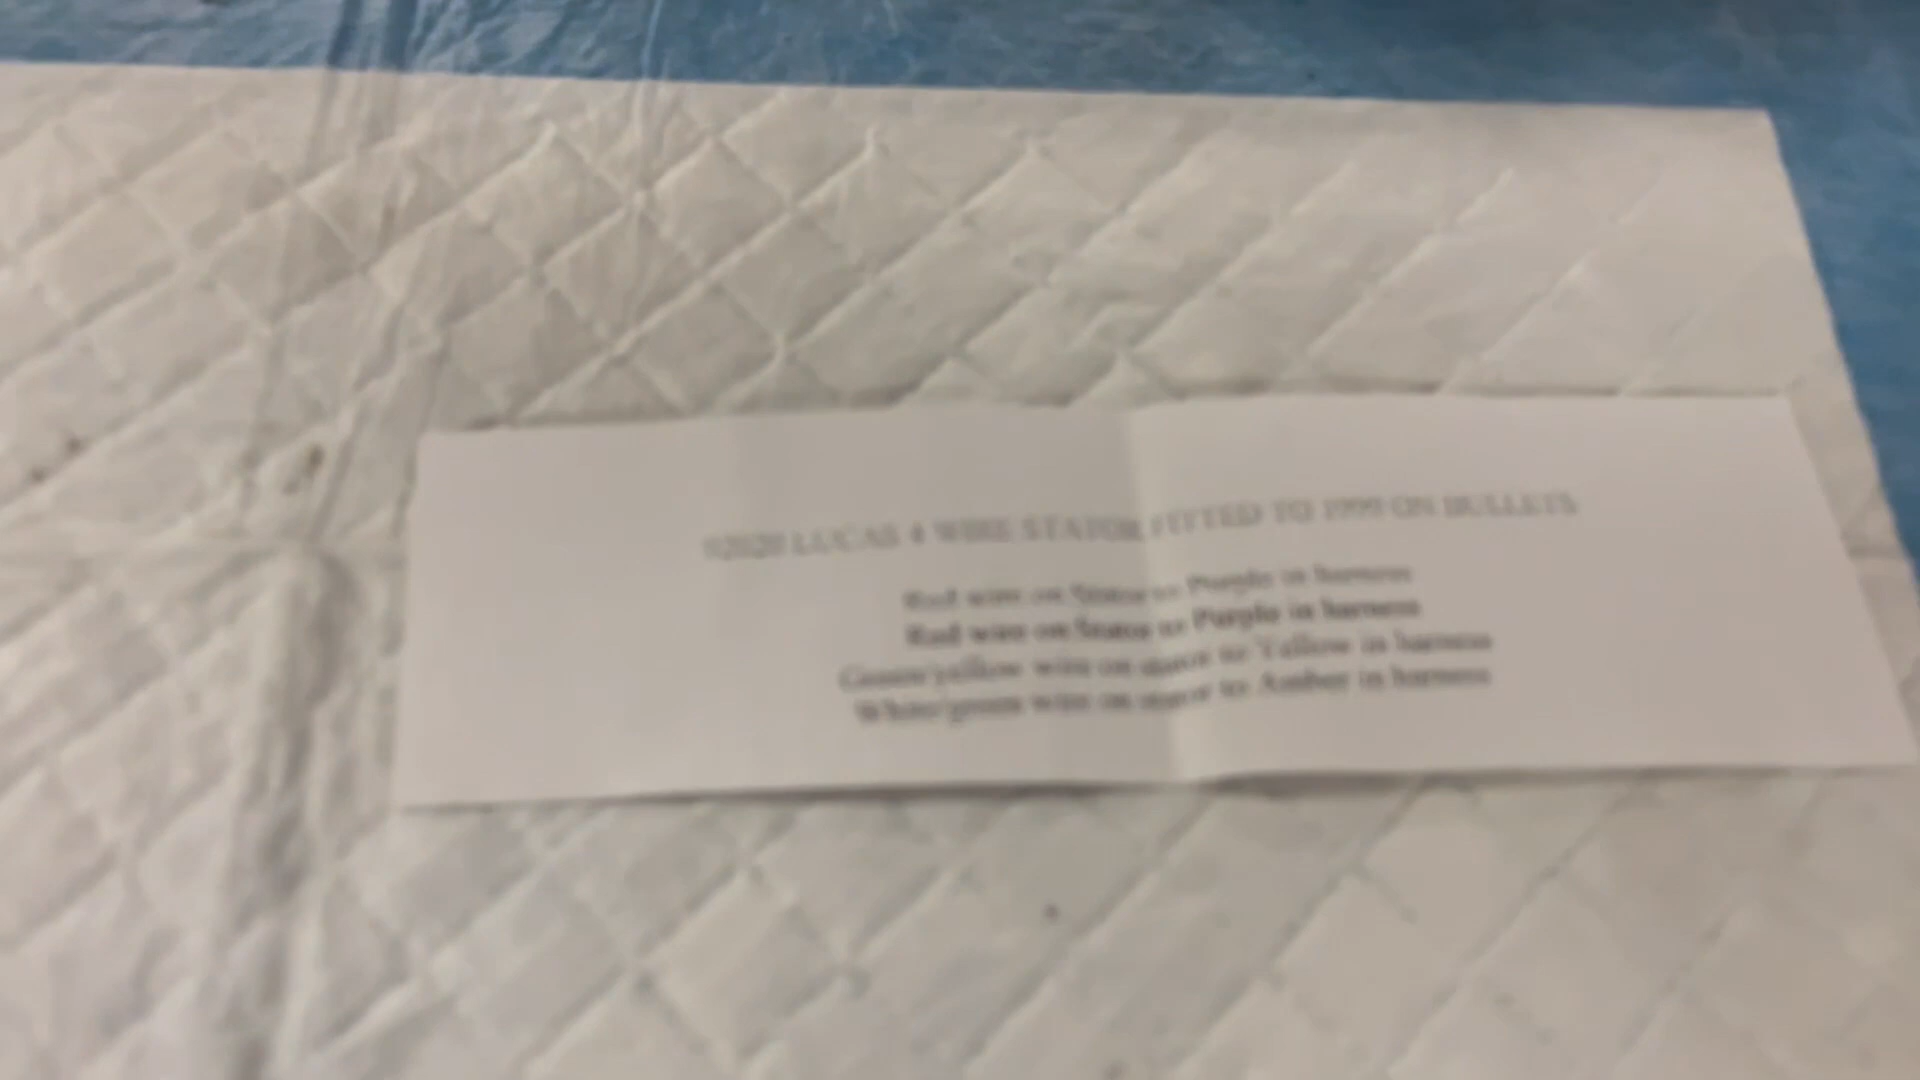 LUCAS 4 WIRE STATOR FITTED TO 1999 ON BULLETS
Red wire on Stator to Purple in harness
Red wire on Stator to Purple in harness
Green/yellow wire on stator to Yellow in harness
White/green wire on stator to Amber in harness